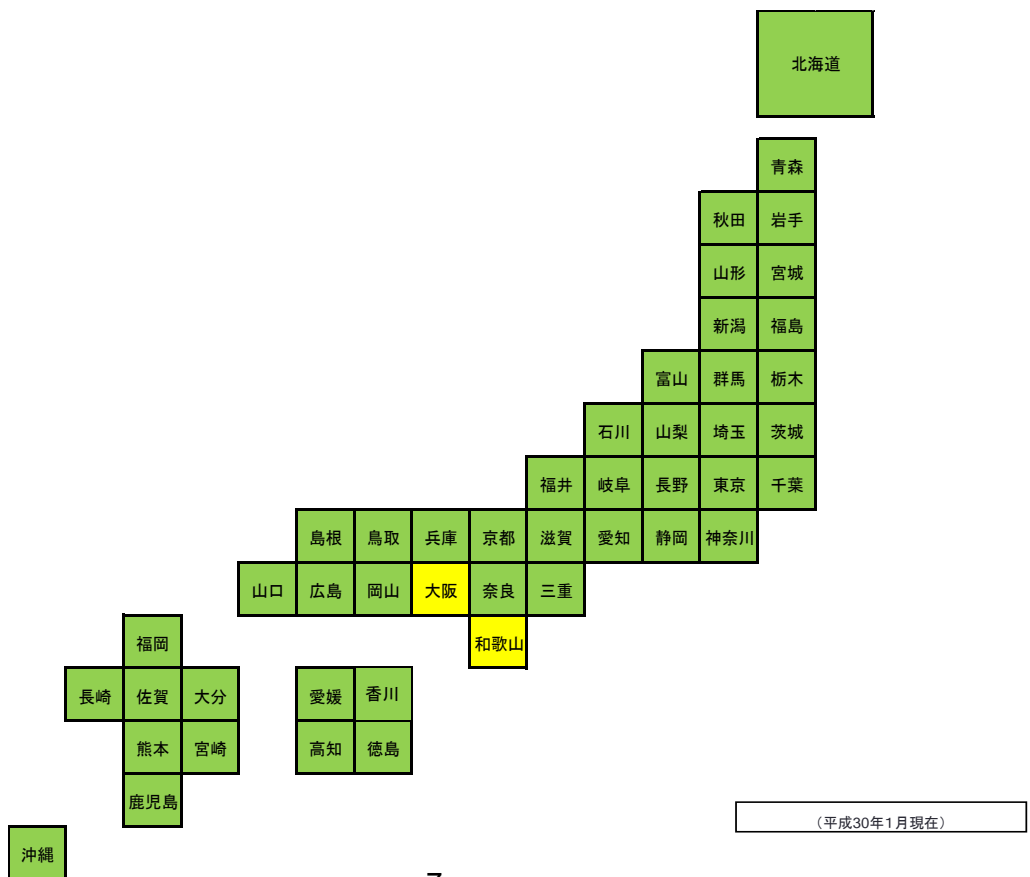 北海道
青森
秋田 岩手
山形 宮城
新潟 福島
富山 群馬 栃木
石川 山梨 埼玉 茨城
福井 岐阜 長野 東京 千葉
島根 鳥取 兵庫 京都 滋賀 愛知 静岡 神奈川
山口 広島 岡山 大阪 奈良 三重
福岡 和歌山
長崎 佐賀 大分 愛媛 香川
熊本 宮崎 高知 徳島
鹿児島
（平成30年1月現在）
沖縄